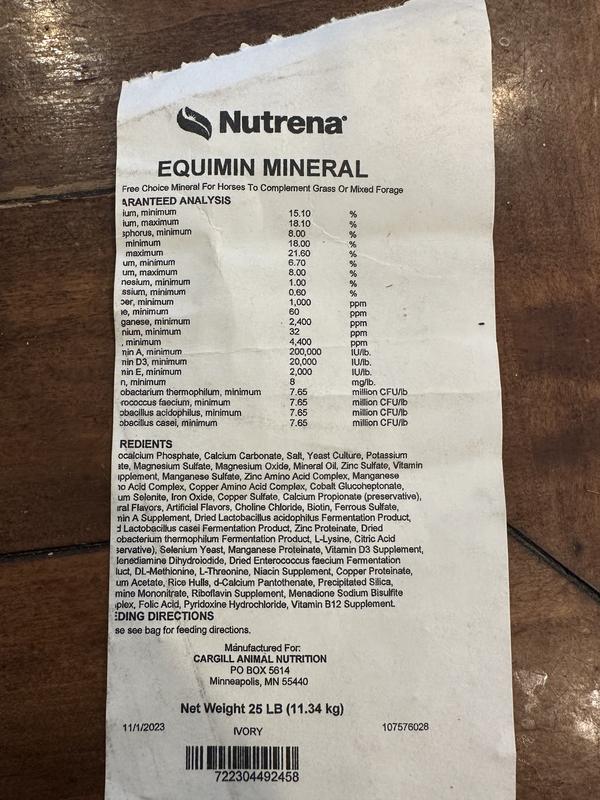 Nutrena
EQUIMIN MINERAL
Free Choice Mineral For Horses To Complement Grass Or Mixed Forage
ARANTEED ANALYSIS
ium, minimum 15.10 %
ium, maximum 18.10 %
sphorus, minimum 8.00 %
minimum 18.00 %
maximum 21.60 %
um, minimum 6.70 %
um, maximum 8.00 %
nesium, minimum 1.00 %
ssium, minimum 0.60 %
per, minimum 1,000 ppm
e, minimum 60 ppm
ganese, minimum 2,400 ppm
nium, minimum 32 ppm
, minimum 4,400 ppm
min A, minimum 200,000 IU/lb.
min D3, minimum 20,000 IU/lb.
min E, minimum 2,000 IU/lb.
n, minimum 8 mg/lb.
obactarium thermophilum, minimum 7.65 million CFU/lb
rococcus faecium, minimum 7.65 million CFU/lb
obacillus acidophilus, minimum 7.65 million CFU/lb
obacillus casei, minimum 7.65 million CFU/lb
REDIENTS
ocalcium Phosphate, Calcium Carbonate, Salt, Yeast Culture, Potassium
ate, Magnesium Sulfate, Magnesium Oxide, Mineral Oil, Zinc Sulfate, Vitamin
upplement, Manganese Sulfate, Zinc Amino Acid Complex, Manganese
no Acid Complex, Copper Amino Acid Complex, Cobalt Glucoheptonate,
um Selenite, Iron Oxide, Copper Sulfate, Calcium Propionate (preservative),
ural Flavors, Artificial Flavors, Choline Chloride, Biotin, Ferrous Sulfate,
min A Supplement, Dried Lactobacillus acidophilus Fermentation Product,
d Lactobacillus casei Fermentation Product, Zinc Proteinate, Dried
obacterium thermophilum Fermentation Product, L-Lysine, Citric Acid
servative), Selenium Yeast, Manganese Proteinate, Vitamin D3 Supplement,
lenediamine Dihydroiodide, Dried Enterococcus faecium Fermentation
uct, DL-Methionine, L-Threonine, Niacin Supplement, Copper Proteinate,
um Acetate, Rice Hulls, d-Calcium Pantothenate, Precipitated Silica,
mine Mononitrate, Riboflavin Supplement, Menadione Sodium Bisulfite
plex, Folic Acid, Pyridoxine Hydrochloride, Vitamin B12 Supplement.
EDING DIRECTIONS
se see bag for feeding directions.
Manufactured For:
CARGILL ANIMAL NUTRITION
PO BOX 5614
Minneapolis, MN 55440
Net Weight 25 LB (11.34 kg)
11/1/2023 IVORY 107576028
722304492458